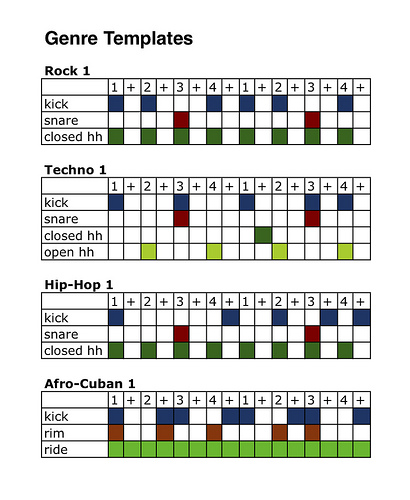 Genre Templates
Rock 1
1 + 2 + 3 + 4 + 1 + 2 + 3 + 4 +
kick
snare
closed hh
Techno 1
1 + 2 + 3 + 4 + 1 + 2 + 3 + 4 +
kick
snare
closed hh
open hh
Hip-Hop 1
1 + 2 + 3 + 4 + 1 + 2 + 3 + 4 +
kick
snare
closed hh
Afro-Cuban 1
1 + 2 + 3 + 4 + 1 + 2 + 3 + 4 +
kick
rim
ride